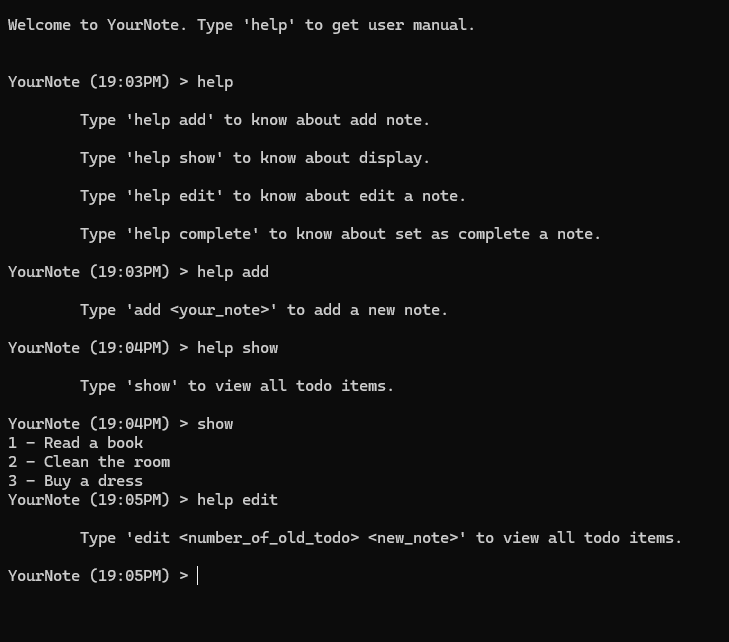 Welcome to YourNote. Type 'help' to get user manual.
YourNote (19:03PM) > help
Type 'help add' to know about add note.
Type 'help show' to know about display.
Type 'help edit' to know about edit a note.
Type 'help complete' to know about set as complete a note.
YourNote (19:03PM) > help add
Type 'add <your_note>' to add a new note.
YourNote (19:04PM) > help show
Type 'show' to view all todo items.
YourNote (19:04PM) > show
1 - Read a book
2 - Clean the room
3 - Buy a dress
YourNote (19:05PM) > help edit
Type 'edit <number_of_old_todo> <new_note>' to view all todo items.
YourNote (19:05PM) >